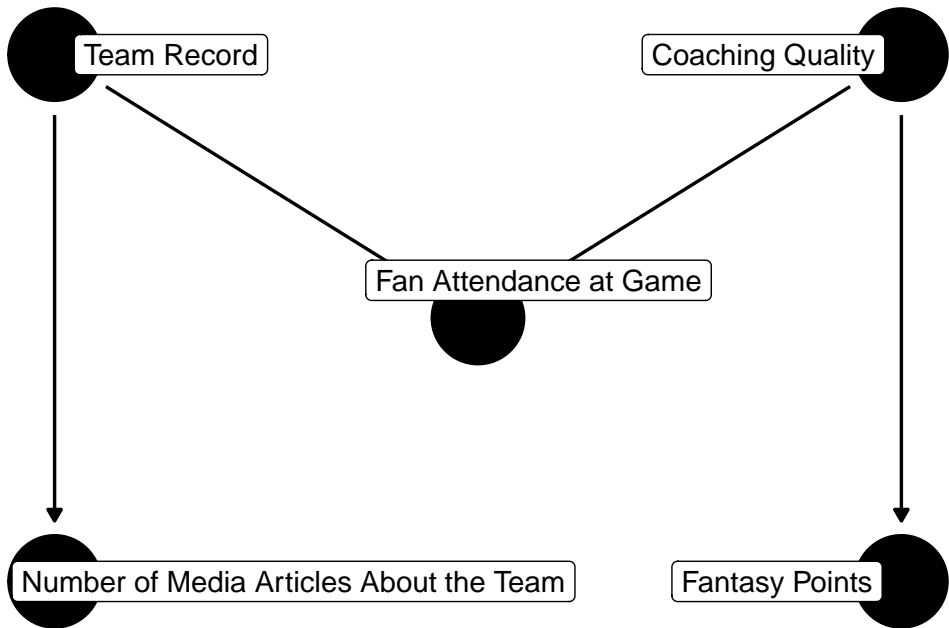 Team Record
Coaching Quality
Fan Attendance at Game
Number of Media Articles About the Team
Fantasy Points